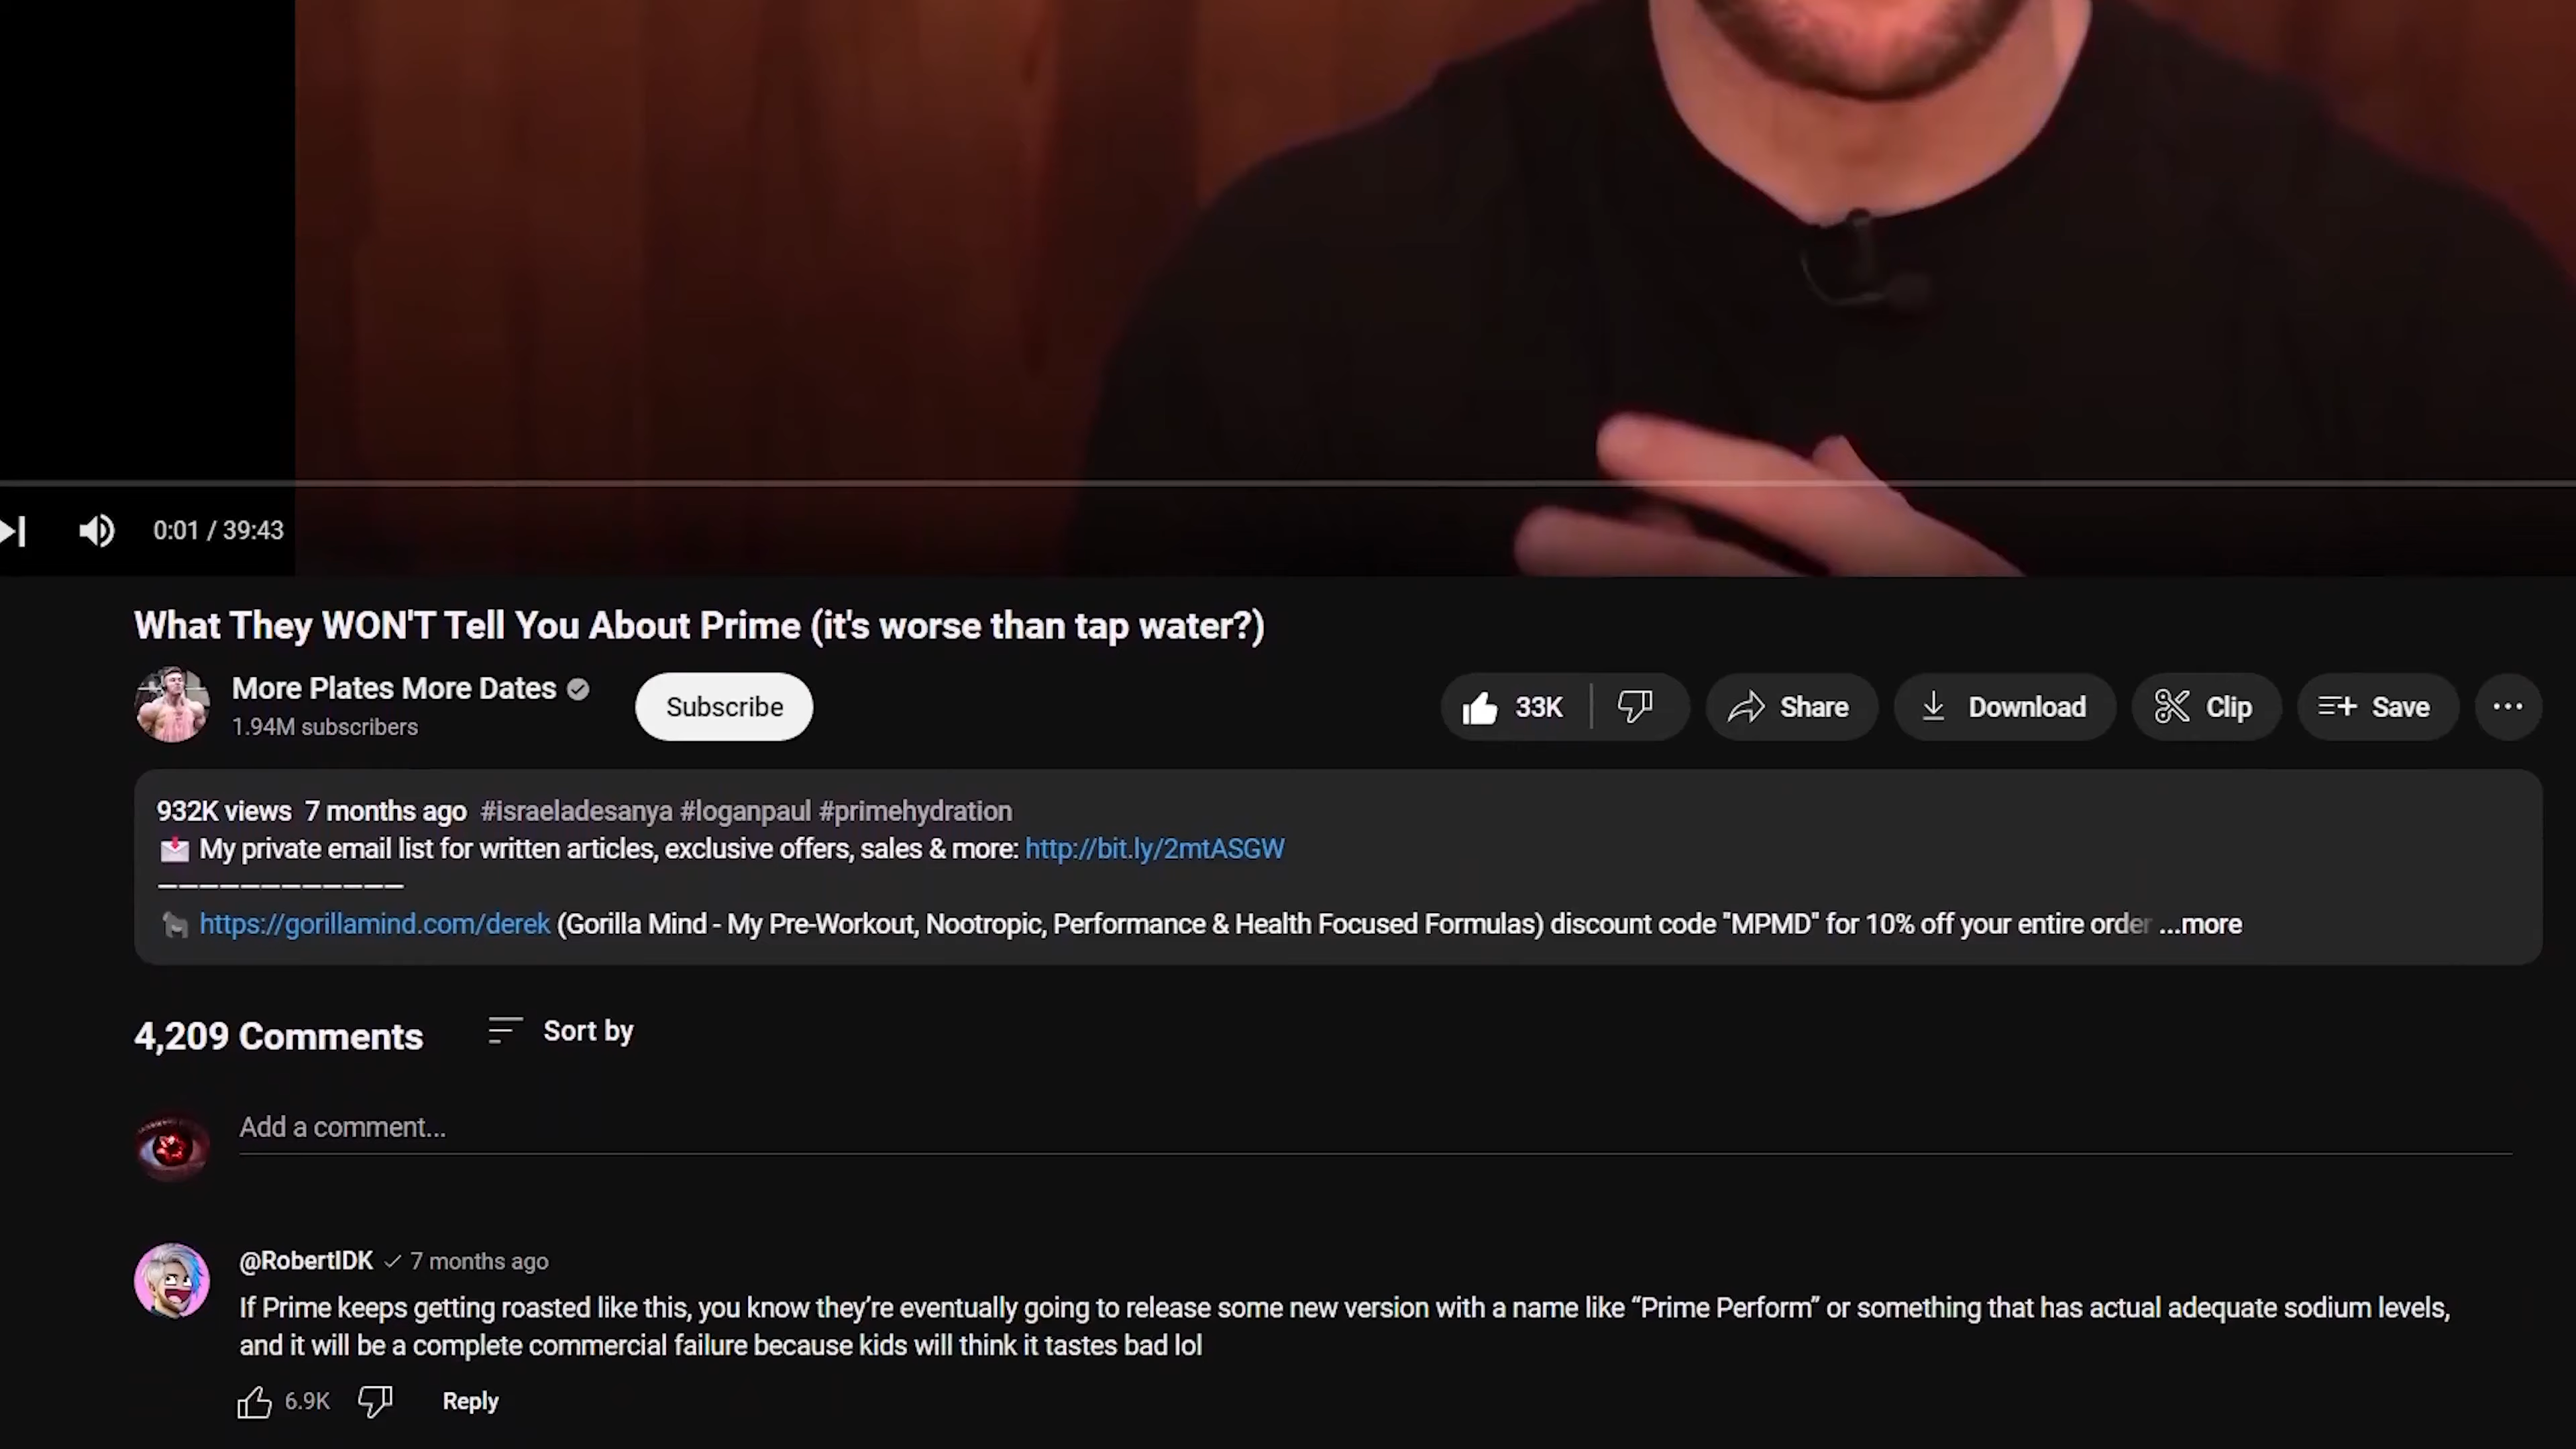 0:01 / 39:43
What They WON'T Tell You About Prime (it's worse than tap water?)
More Plates More Dates
1.94M subscribers
Subscribe
33K
Share
Download
Clip
Save
932K views 7 months ago #israeladesanya #loganpaul #primehydration
My private email list for written articles, exclusive offers, sales & more: http://bit.ly/2mtASGW
————————————
https://gorillamind.com/derek (Gorilla Mind - My Pre-Workout, Nootropic, Performance & Health Focused Formulas) discount code "MPMD" for 10% off your entire order ...more
4,209 Comments
Sort by
Add a comment...
@RobertIDK 7 months ago
If Prime keeps getting roasted like this, you know they’re eventually going to release some new version with a name like “Prime Perform” or something that has actual adequate sodium levels,
and it will be a complete commercial failure because kids will think it tastes bad lol
6.9K
Reply